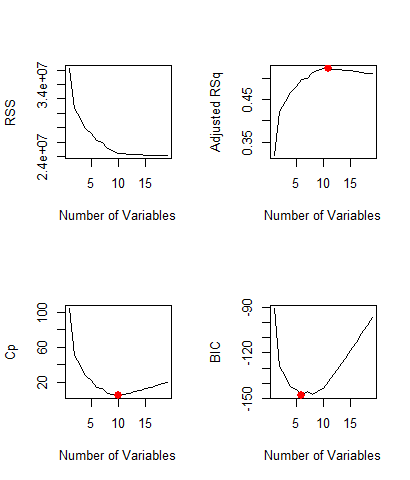 RSS
3.4e+07
2.4e+07
5 10 15
Number of Variables
Adjusted RSq
0.45
0.35
5 10 15
Number of Variables
Cp
100
60
20
5 10 15
Number of Variables
BIC
-90
-120
-150
5 10 15
Number of Variables